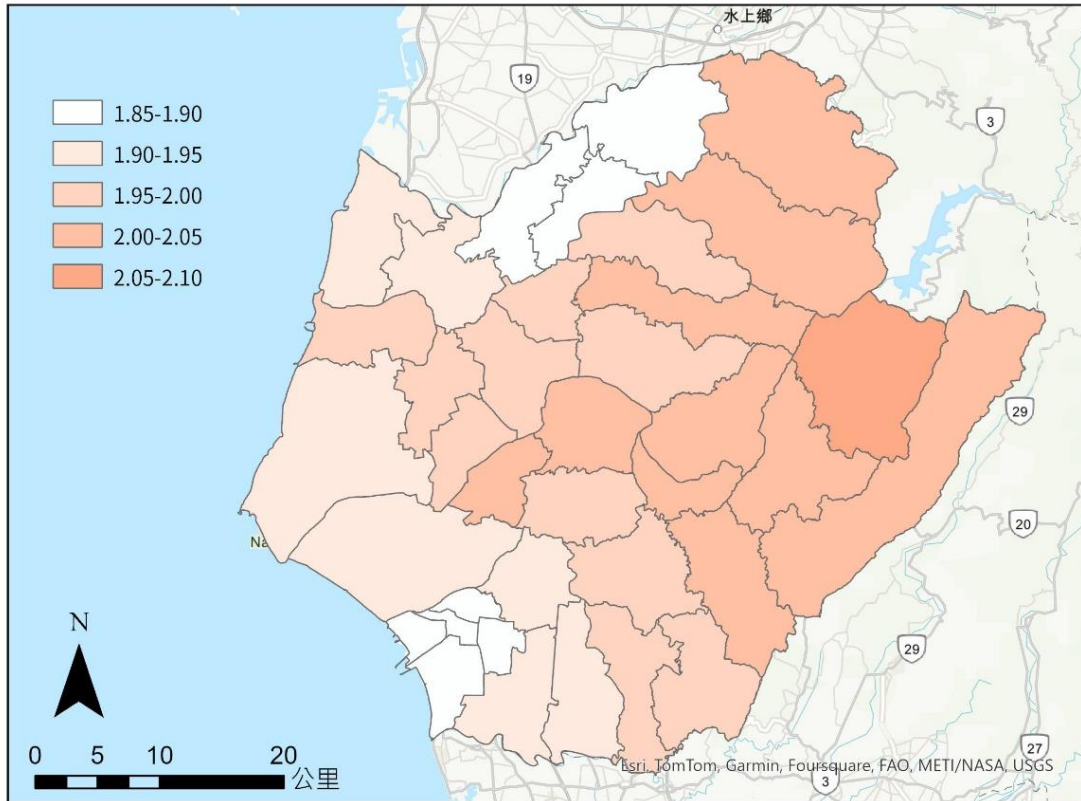 水上鄉
19
3
1.85-1.90
1.90-1.95
1.95-2.00
2.00-2.05
2.05-2.10
29
20
Na
N
29
0 5 10 20
公里
27
3
Esri, TomTom, Garmin, Foursquare, FAO, METI/NASA, USGS